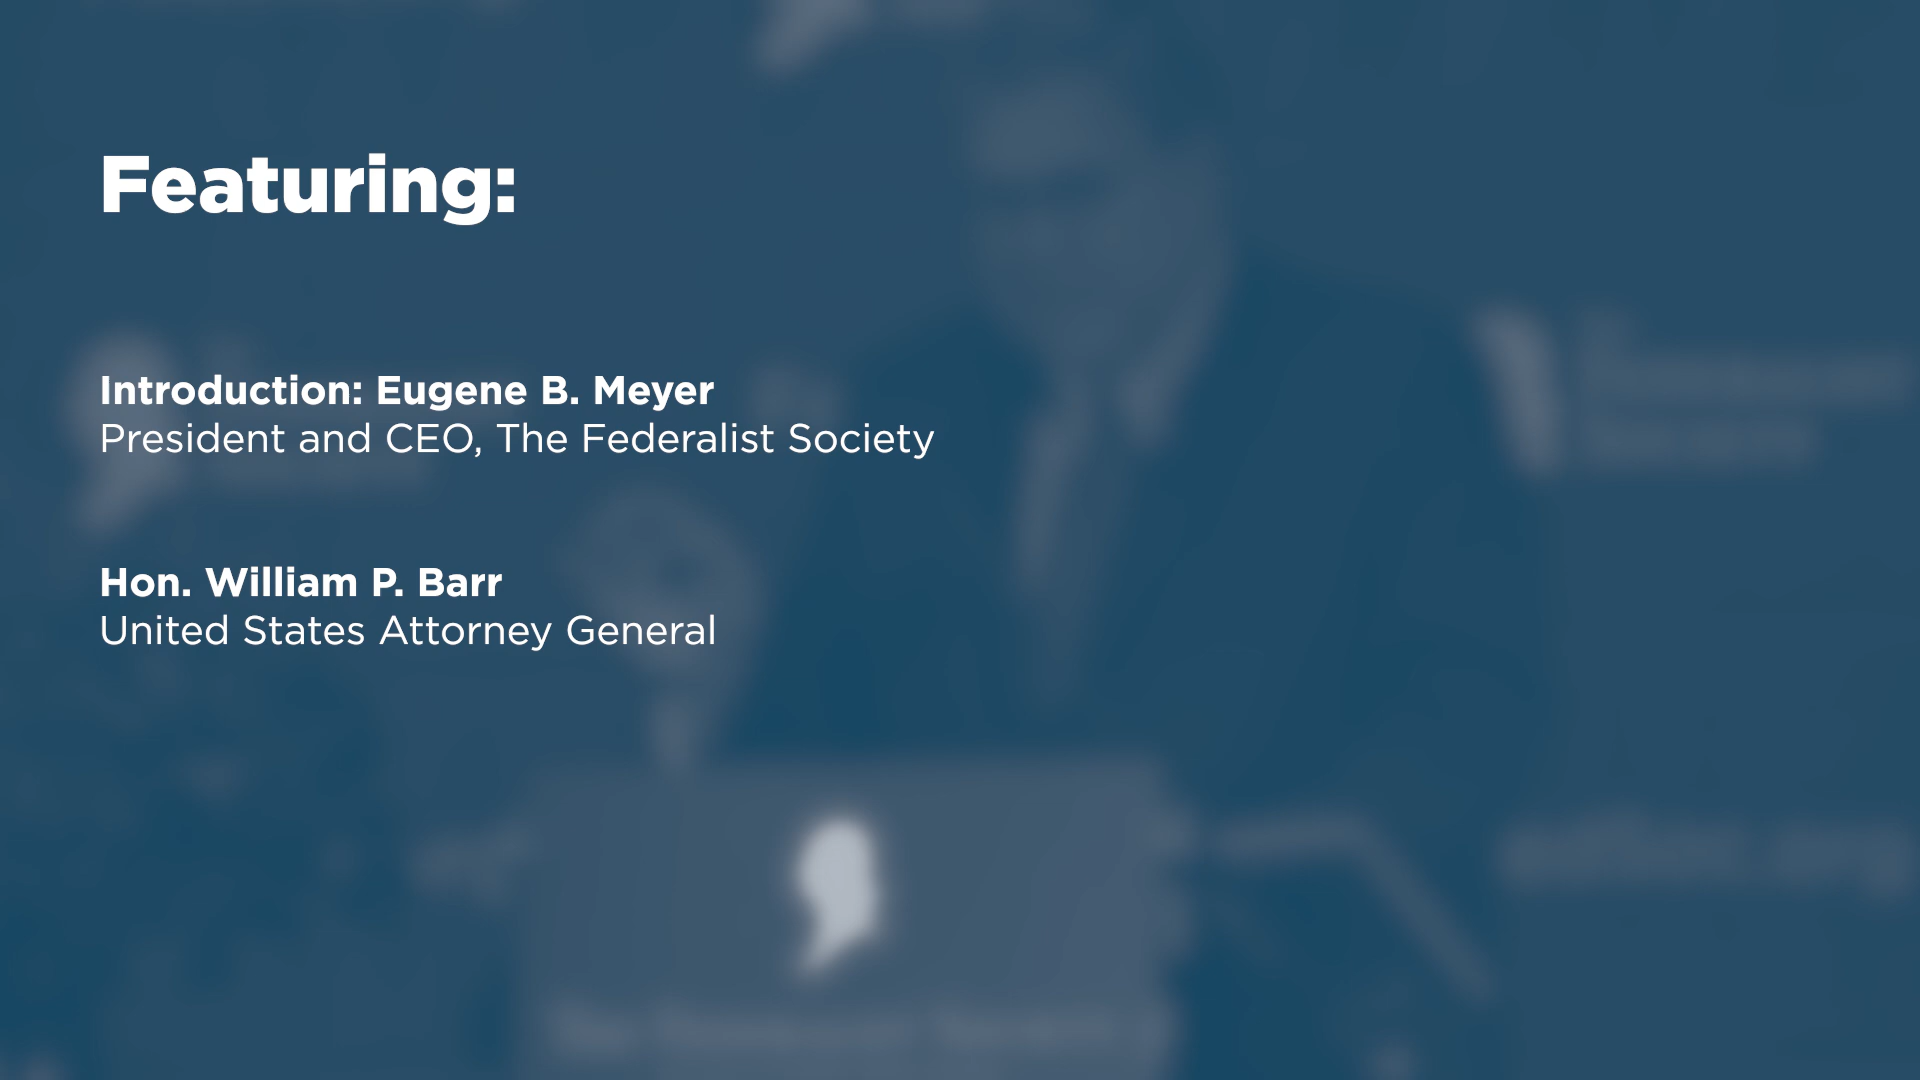 Featuring:
Introduction: Eugene B. Meyer
President and CEO, The Federalist Society
Hon. William P. Barr
United States Attorney General